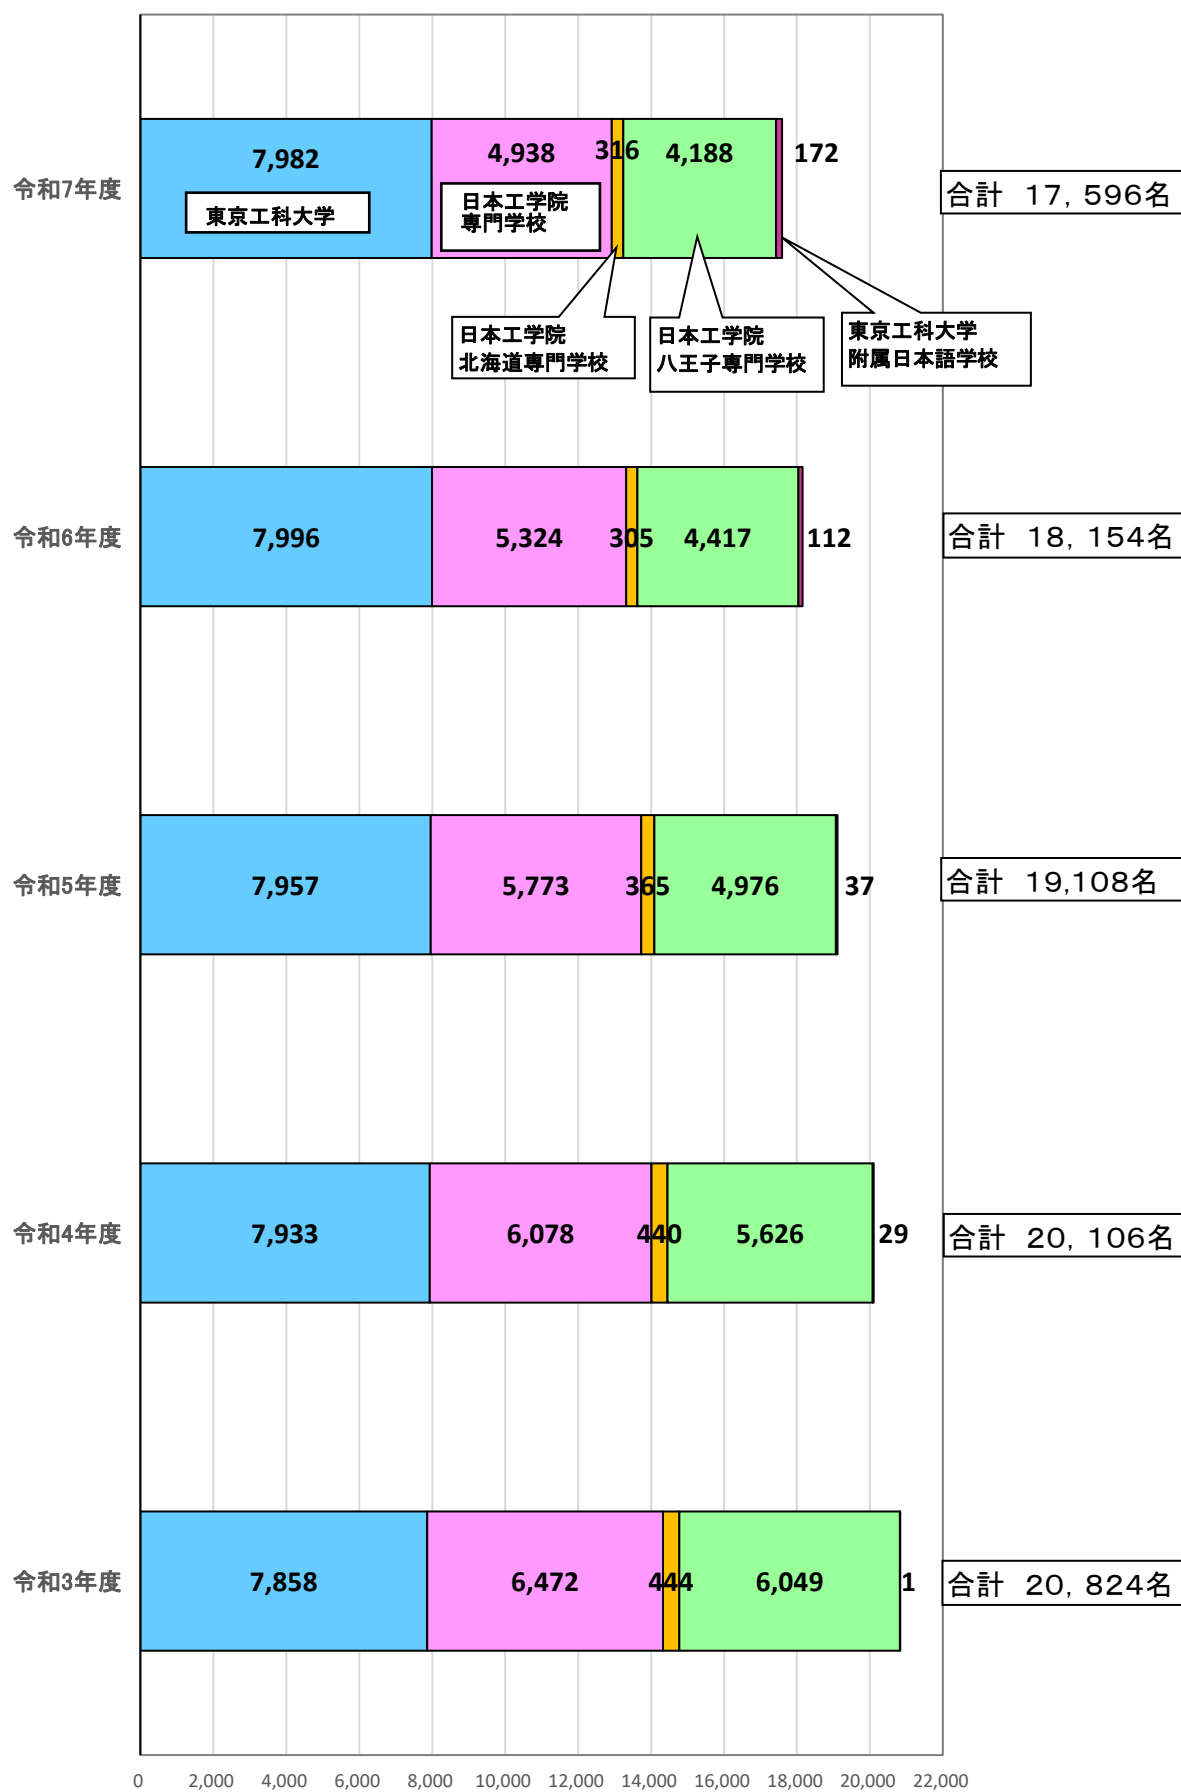 7,982
4,938
316
4,188
172
令和7年度
東京工科大学
日本工学院
専門学校
合計 17,596名
日本工学院
北海道専門学校
日本工学院
八王子専門学校
東京工科大学
附属日本語学校
令和6年度
7,996
5,324
305
4,417
112
合計 18,154名
令和5年度
7,957
5,773
365
4,976
37
合計 19,108名
令和4年度
7,933
6,078
440
5,626
29
合計 20,106名
令和3年度
7,858
6,472
444
6,049
1
合計 20,824名
0 2,000 4,000 6,000 8,000 10,000 12,000 14,000 16,000 18,000 20,000 22,000